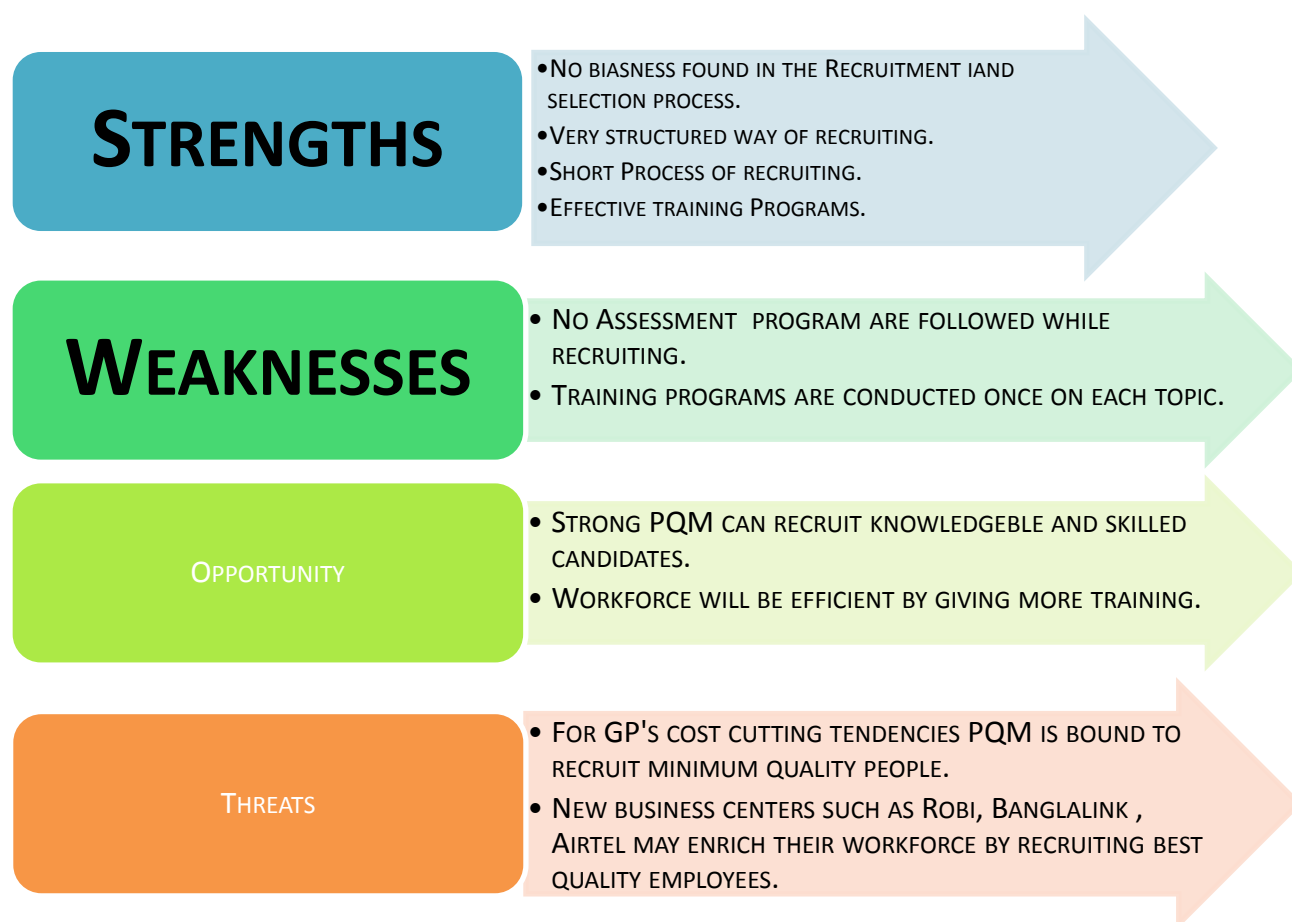 Strengths
•No biasness found in the Recruitment iand
selection process.
•Very structured way of recruiting.
•Short Process of recruiting.
•Effective training Programs.
Weaknesses
• No Assessment  program are followed while
recruiting.
• Training programs are conducted once on each topic.
Opportunity
• Strong PQM can recruit knowledgeble and skilled
candidates.
• Workforce will be efficient by giving more training.
Threats
• For GP's cost cutting tendencies PQM is bound to
recruit minimum quality people.
• New business centers such as Robi, Banglalink ,
Airtel may enrich their workforce by recruiting best
quality employees.